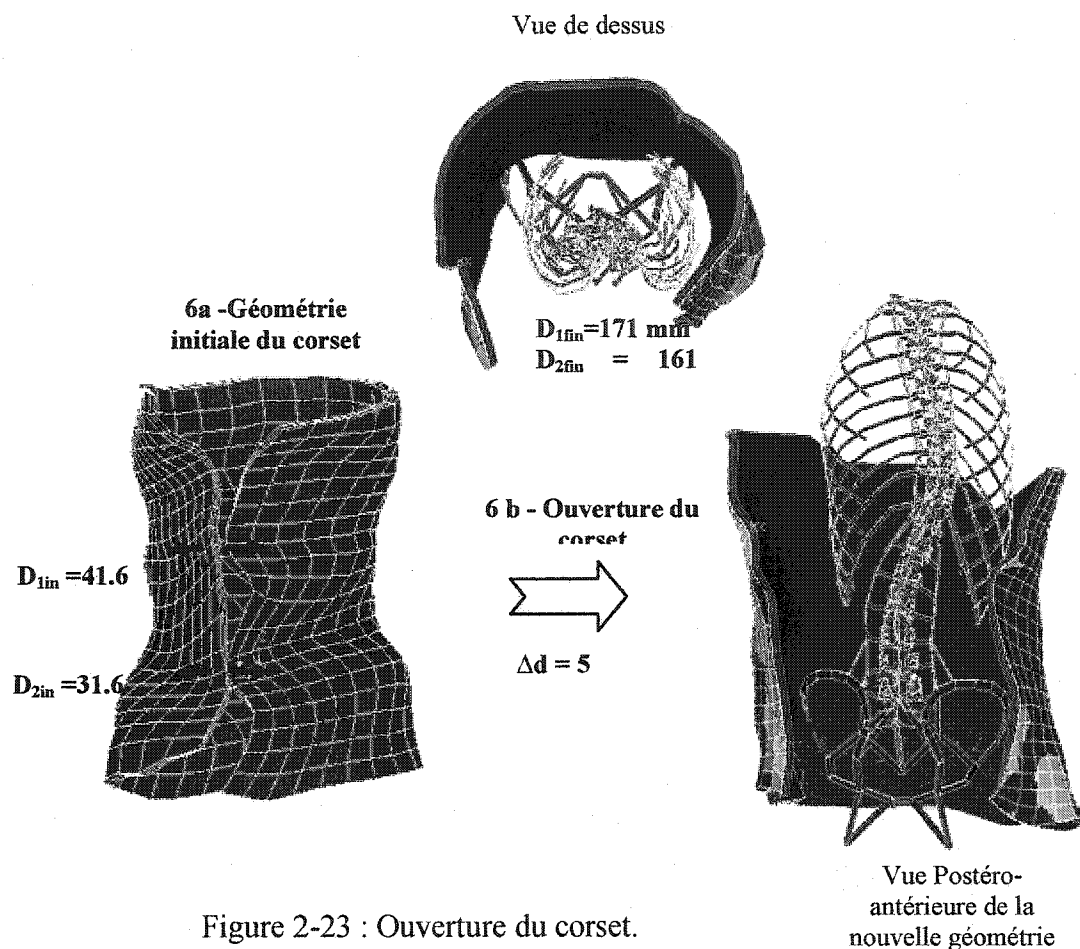 Vue de dessus
6a -Géométrie
initiale du corset
D1fin=171 mm
D2fin = 161
6 b - Ouverture du
corset
D1in =41.6
Δd = 5
D2in =31.6
Vue Postéro-
antérieure de la
nouvelle géométrie
Figure 2-23 : Ouverture du corset.